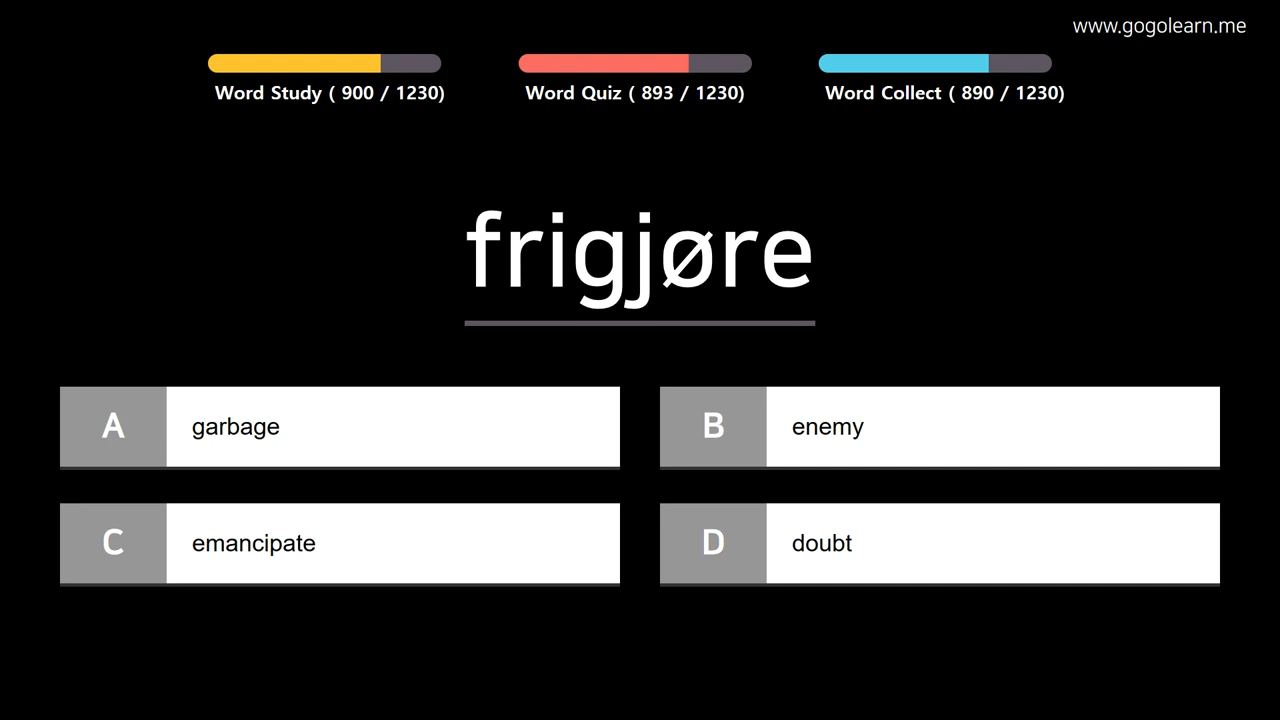 www.gogolearn.me
Word Study ( 900 / 1230)
Word Quiz ( 893 / 1230)
Word Collect ( 890 / 1230)
frigjøre
A garbage
B enemy
C emancipate
D doubt